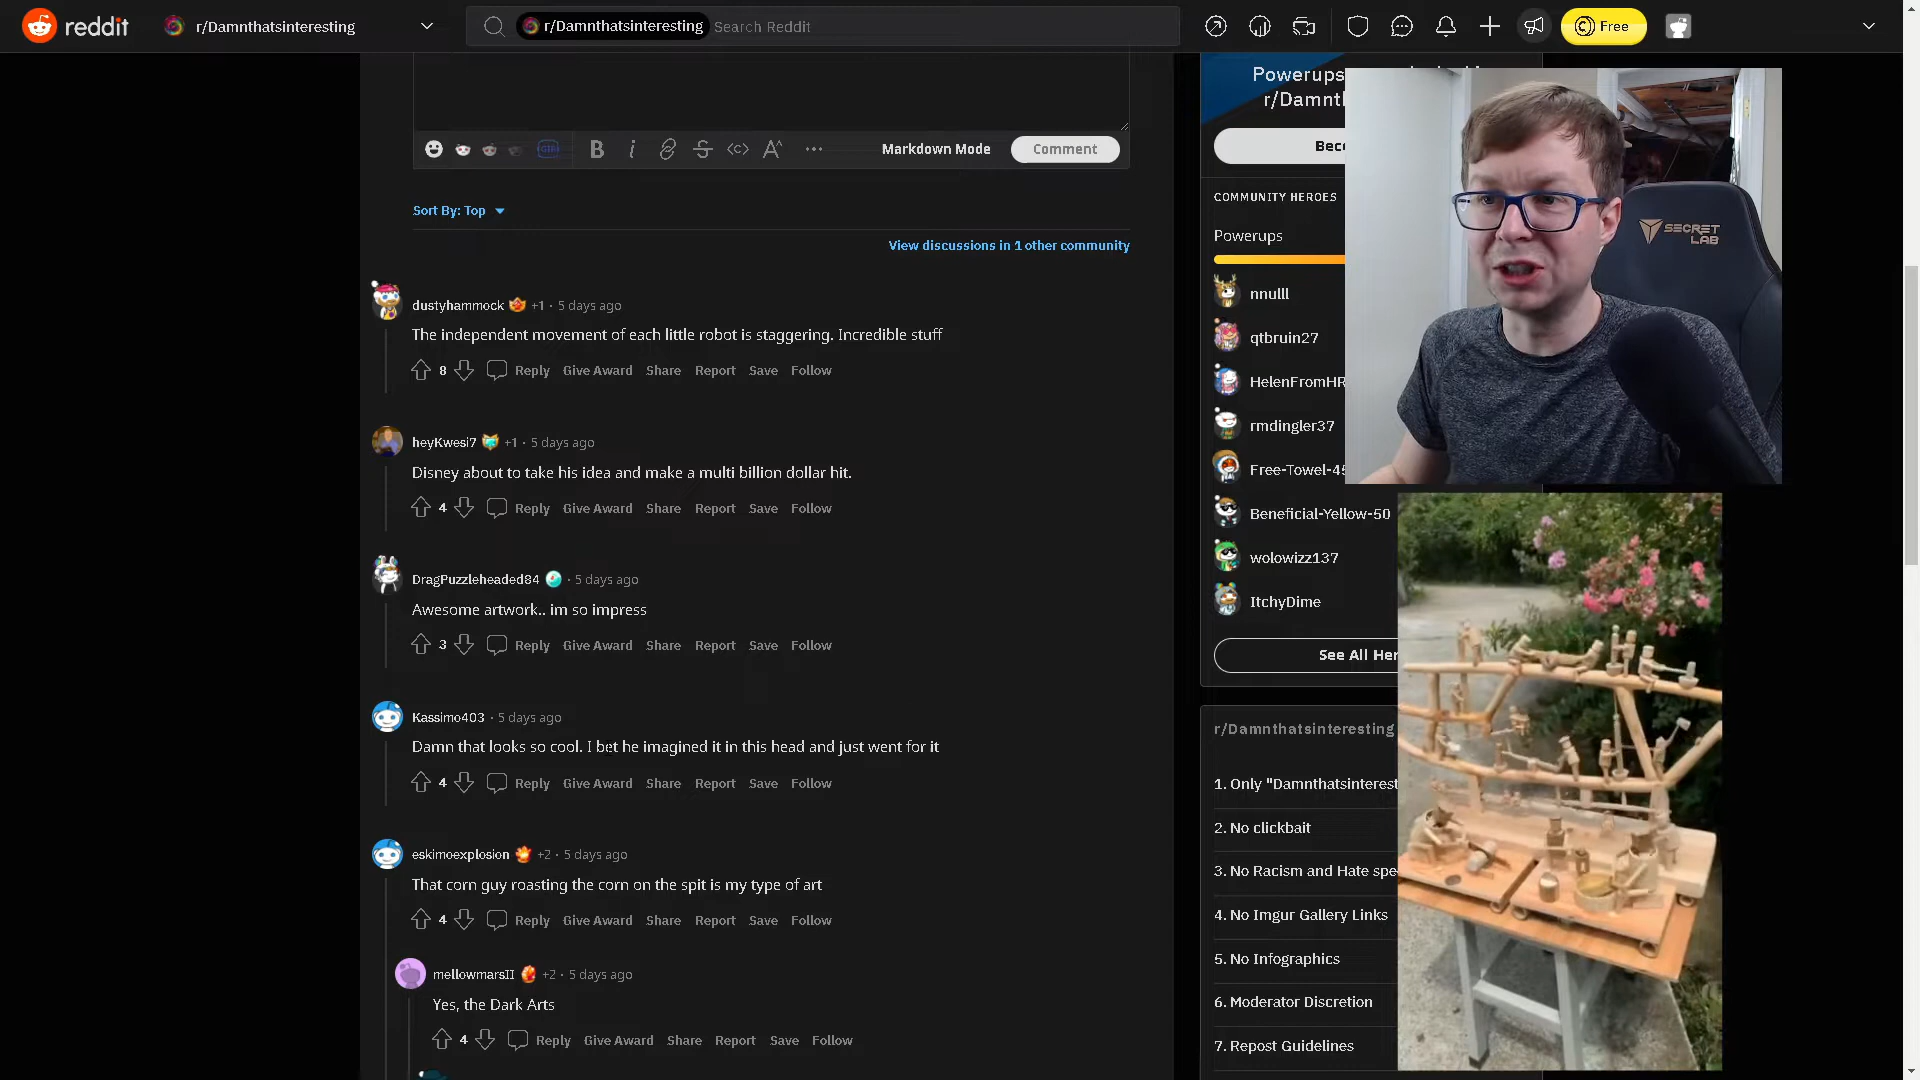 reddit r/Damnthatsinteresting r/Damnthatsinteresting Search Reddit Free
Powerups
r/Damnt
Bec
B i Markdown Mode Comment
Sort By: Top
View discussions in 1 other community
dustyhammock +1 · 5 days ago
The independent movement of each little robot is staggering. Incredible stuff
8 Reply Give Award Share Report Save Follow
heyKwesi7 +1 · 5 days ago
Disney about to take his idea and make a multi billion dollar hit.
4 Reply Give Award Share Report Save Follow
DragPuzzleheaded84 · 5 days ago
Awesome artwork.. im so impress
3 Reply Give Award Share Report Save Follow
Kassimo403 · 5 days ago
Damn that looks so cool. I bet he imagined it in this head and just went for it
4 Reply Give Award Share Report Save Follow
eskimoexplosion +2 · 5 days ago
That corn guy roasting the corn on the spit is my type of art
4 Reply Give Award Share Report Save Follow
mellowmarsII +2 · 5 days ago
Yes, the Dark Arts
4 Reply Give Award Share Report Save Follow
COMMUNITY HEROES
Powerups
nnulll
qtbruin27
HelenFromHR
rmdingler37
Free-Towel-4
Beneficial-Yellow-50
wolowizz137
ItchyDime
See All Her
r/Damnthatsinteresting
1. Only "Damnthatsinterest
2. No clickbait
3. No Racism and Hate spe
4. No Imgur Gallery Links
5. No Infographics
6. Moderator Discretion
7. Repost Guidelines
SECRET
LAB